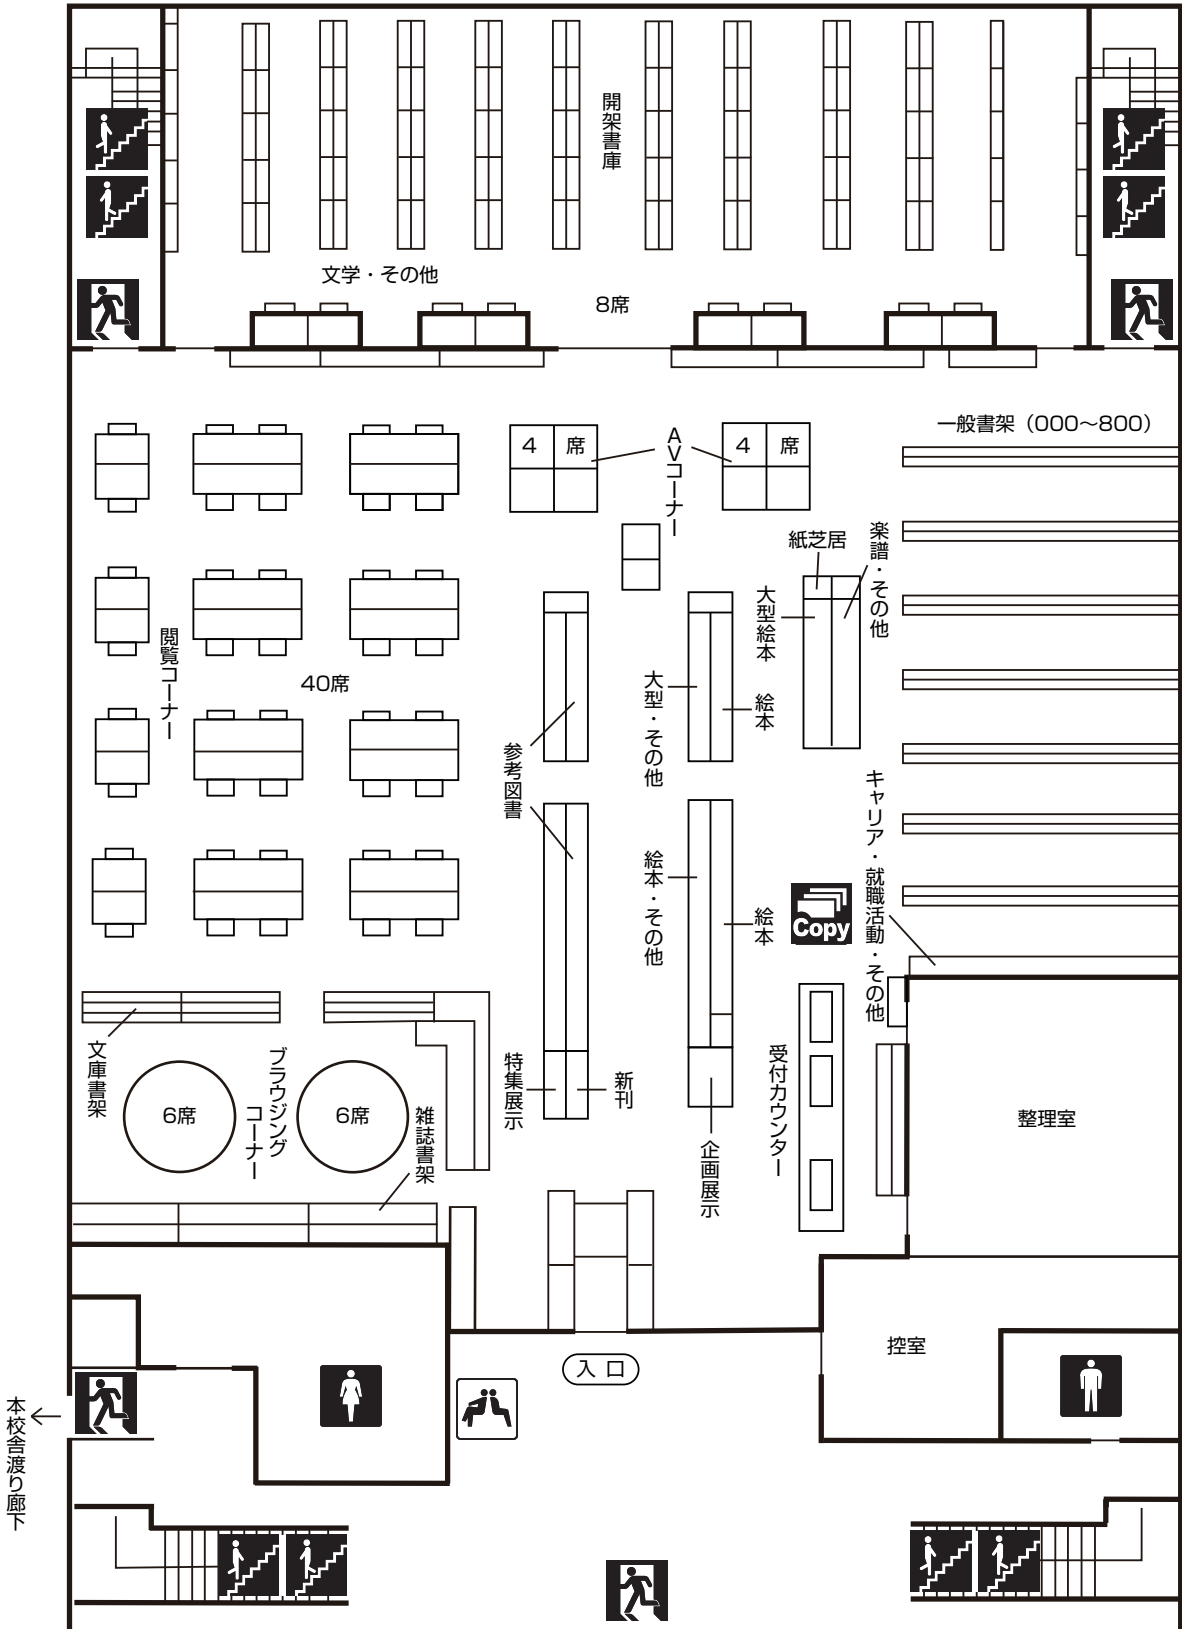 開架書庫
文学・その他
8席
一般書架（000〜800）
4席
AVコーナー
4席
紙芝居
楽譜・その他
大型絵本
閲覧コーナー
40席
大型・その他
絵本
参考図書
キャリア・就職活動・その他
絵本・その他
絵本
Copy
文庫書架
6席
ブラウジング
コーナー
6席
雑誌書架
特集展示
新刊
企画展示
受付カウンター
整理室
控室
入口
本校舎渡り廊下